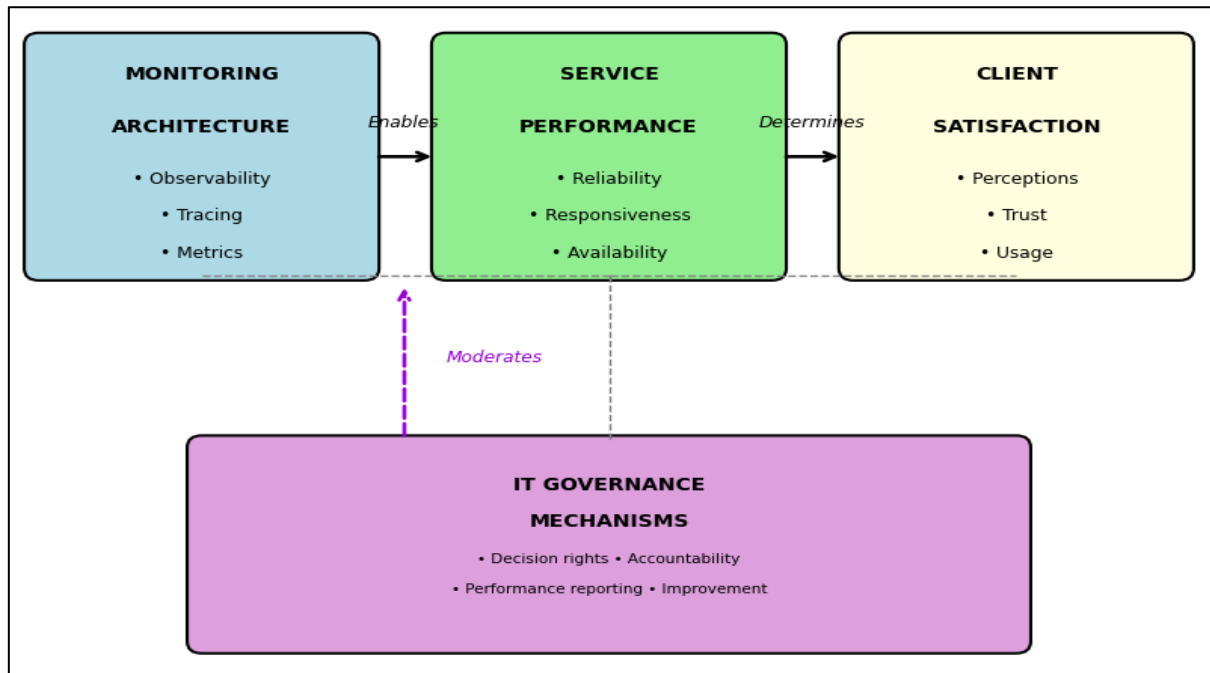 MONITORING
ARCHITECTURE
• Observability
• Tracing
• Metrics
Enables
SERVICE
PERFORMANCE
• Reliability
• Responsiveness
• Availability
Determines
CLIENT
SATISFACTION
• Perceptions
• Trust
• Usage
Moderates
IT GOVERNANCE
MECHANISMS
• Decision rights • Accountability
• Performance reporting • Improvement